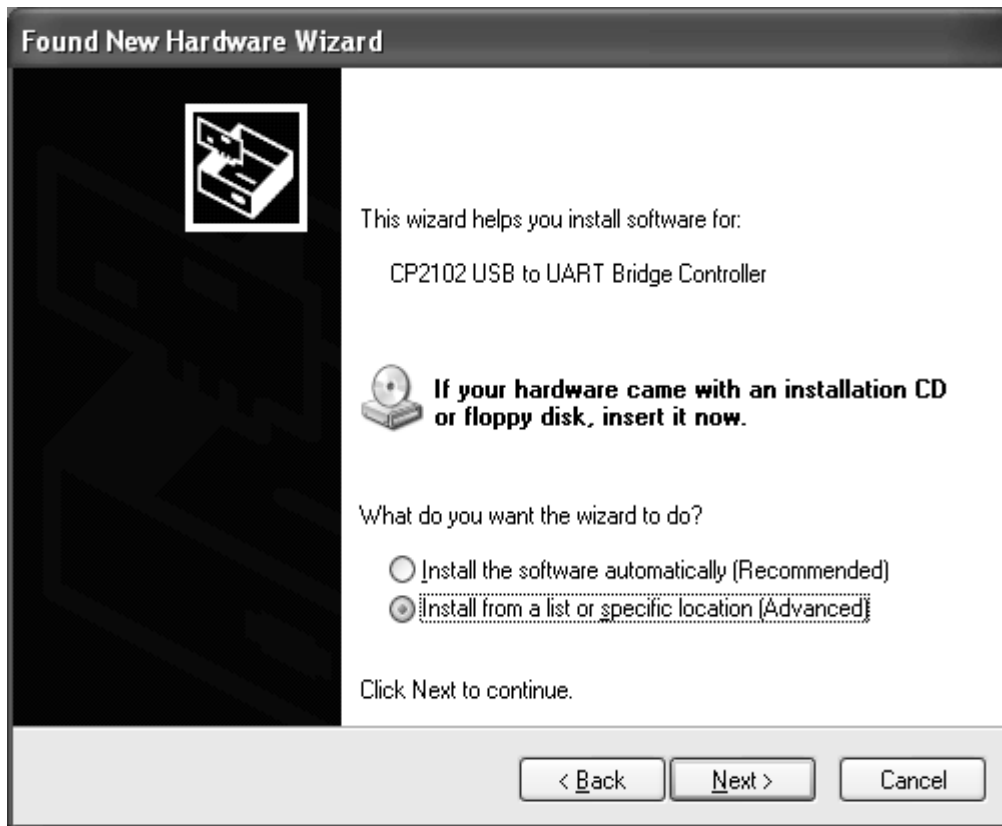 Found New Hardware Wizard
This wizard helps you install software for:
CP2102 USB to UART Bridge Controller
If your hardware came with an installation CD
or floppy disk, insert it now.
What do you want the wizard to do?
Install the software automatically (Recommended)
Install from a list or specific location (Advanced)
Click Next to continue.
< Back
Next >
Cancel